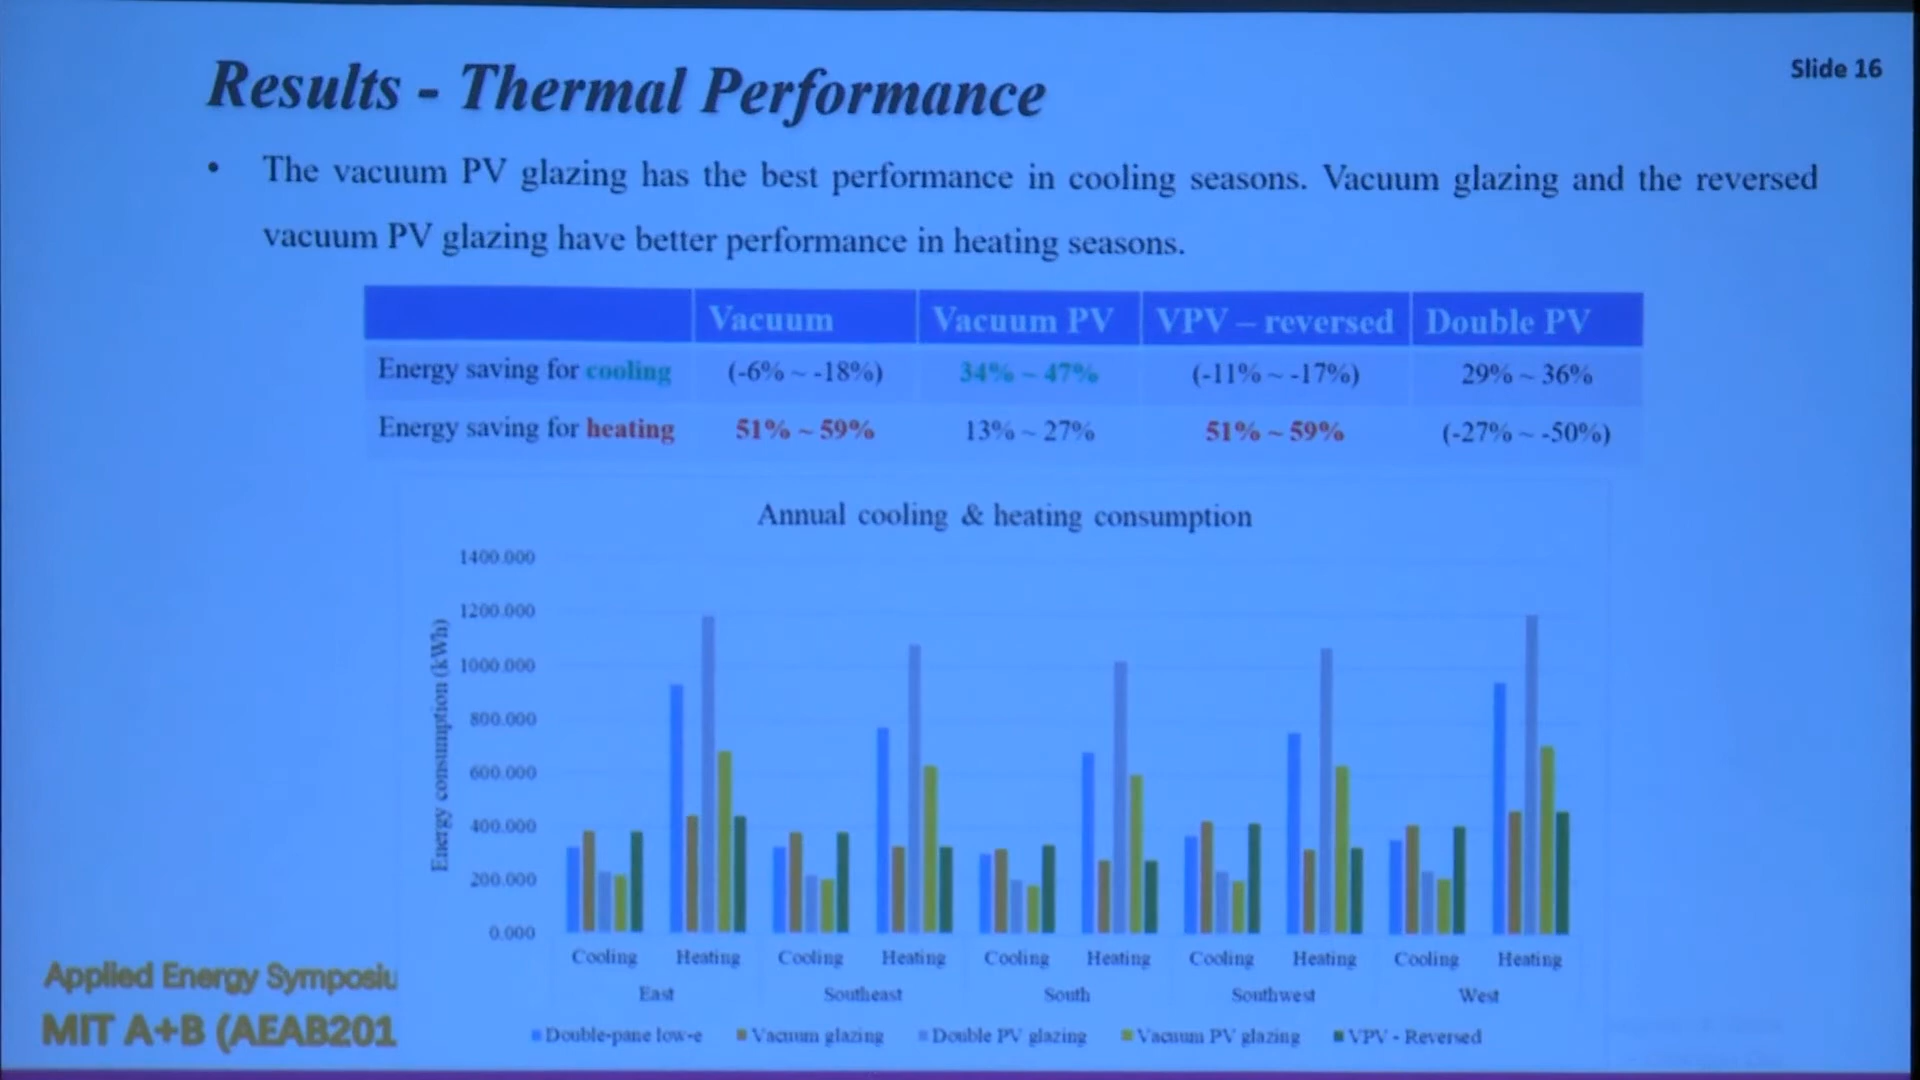 Results - Thermal Performance
Slide 16
• The vacuum PV glazing has the best performance in cooling seasons. Vacuum glazing and the reversed
vacuum PV glazing have better performance in heating seasons.
Vacuum Vacuum PV VPV – reversed Double PV
Energy saving for cooling (-6% ~ -18%) 34% ~ 47% (-11% ~ -17%) 29% ~ 36%
Energy saving for heating 51% ~ 59% 13% ~ 27% 51% ~ 59% (-27% ~ -50%)
Annual cooling & heating consumption
Energy consumption (kWh)
1400.000
1200.000
1000.000
800.000
600.000
400.000
200.000
0.000
Cooling Heating Cooling Heating Cooling Heating Cooling Heating Cooling Heating
East Southeast South Southwest West
Double-pane low-e Vacuum glazing Double PV glazing Vacuum PV glazing VPV - Reversed
Applied Energy Symposiu
MIT A+B (AEAB201